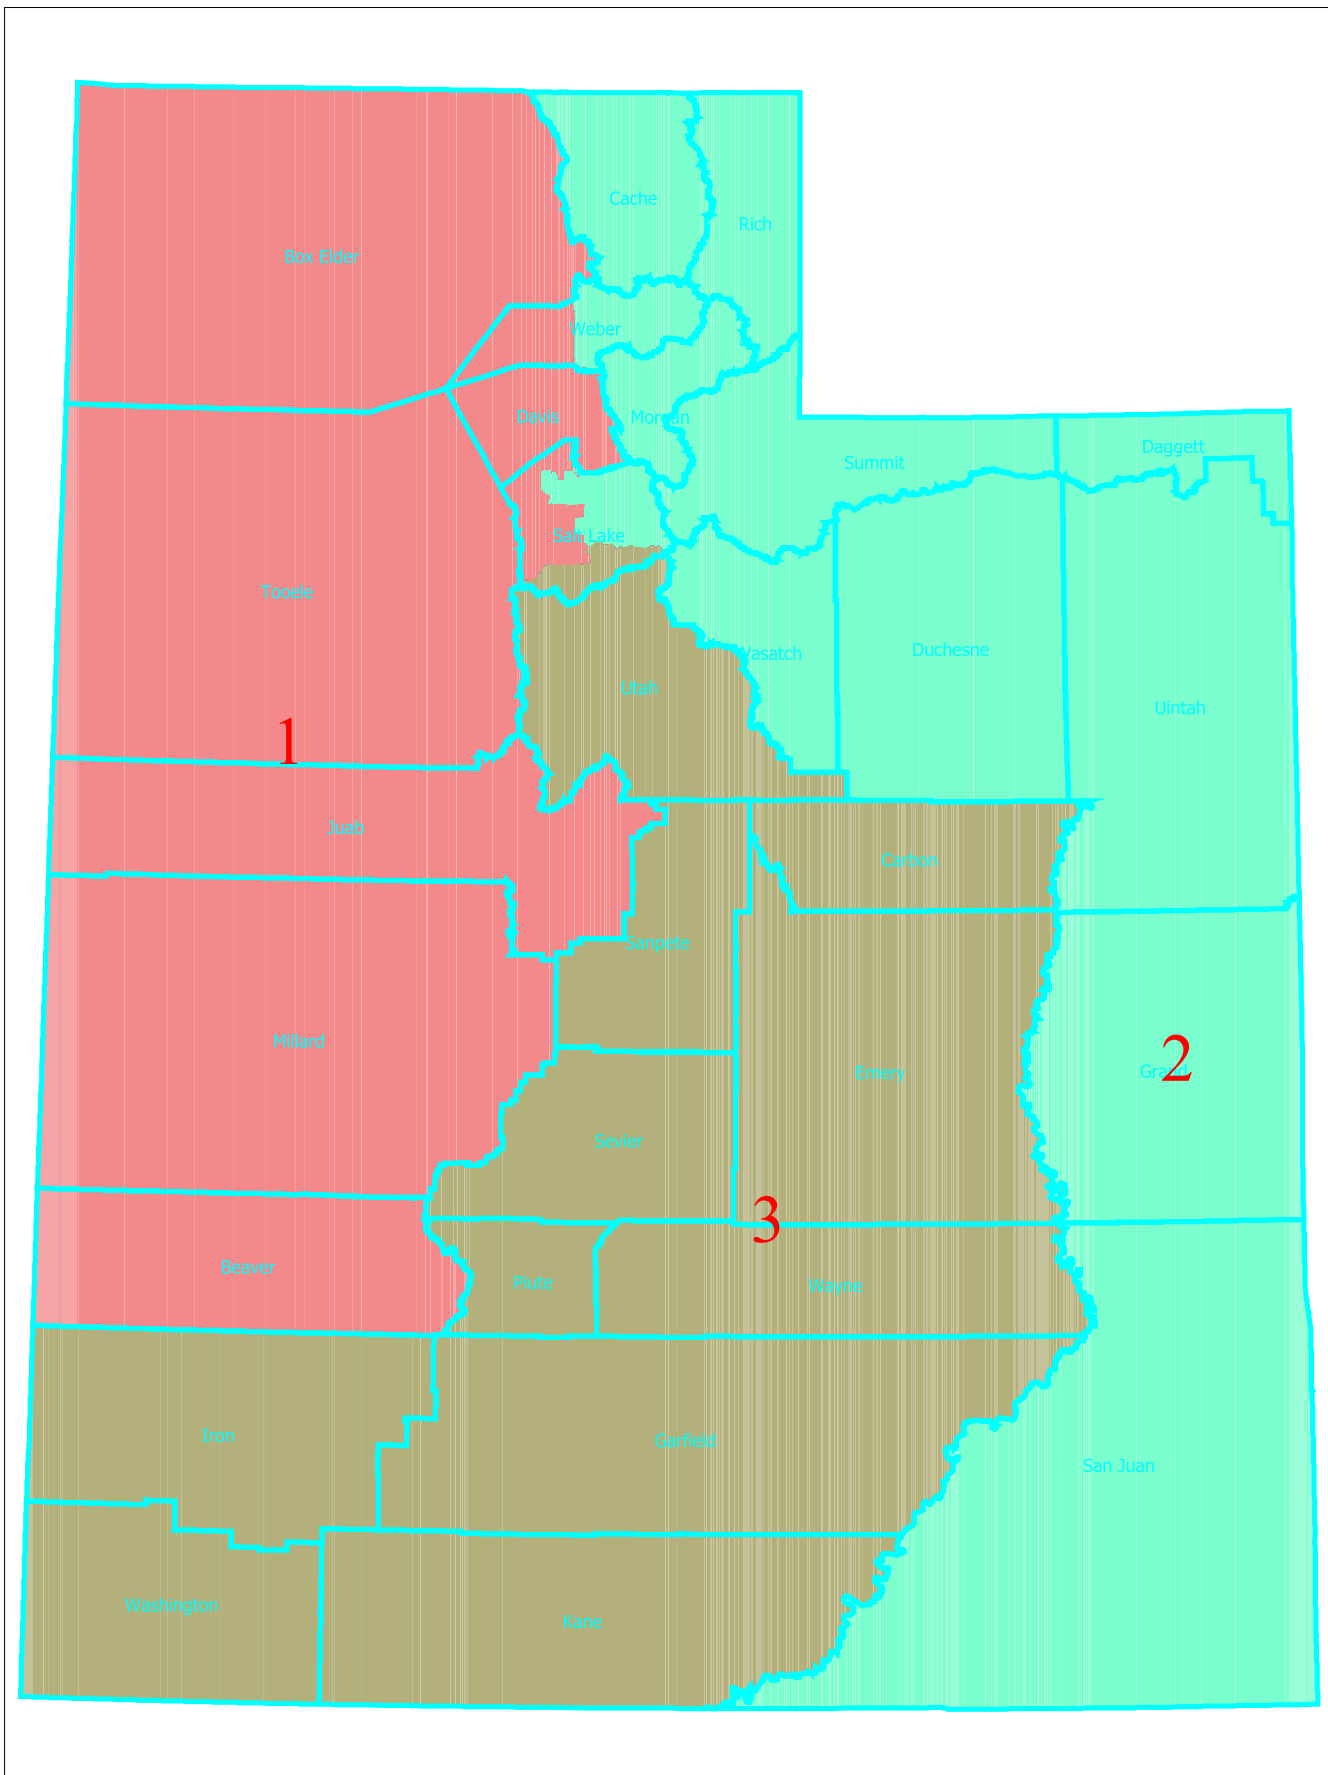 Cache
Rich
Box Elder
Weber
Davis
Morgan
Summit
Daggett
Salt Lake
Tooele
Wasatch
Duchesne
Utah
Uintah
1
Juab
Carbon
Sanpete
Millard
Emery
2
Grand
Sevier
3
Beaver
Piute
Wayne
Iron
Garfield
San Juan
Washington
Kane